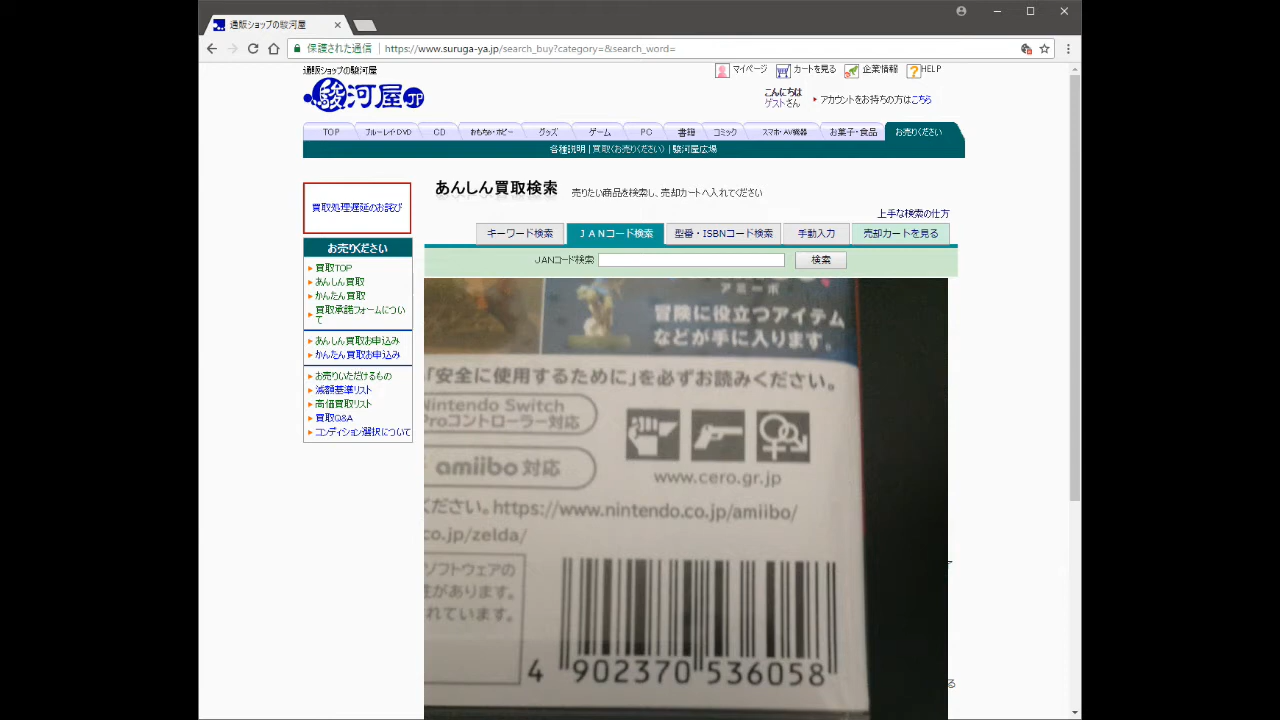 通販ショップの駿河屋
保護された通信 | https://www.suruga-ya.jp/search_buy?category=&search_word=
通販ショップの駿河屋
駿河屋.JP
マイページ カートを見る 企業情報 HELP
こんにちは
ゲストさん
アカウントをお持ちの方はこちら
TOP ブルーレイ・DVD CD おもちゃ・ホビー グッズ ゲーム PC 書籍 コミック スマホ・AV機器 お菓子・食品 お売りください
各種説明 | 買取(お売りください) | 駿河屋広場
買取処理遅延のお詫び
お売りください
買取TOP
あんしん買取
かんたん買取
買取承諾フォームについ
て
あんしん買取お申込み
かんたん買取お申込み
お売りいただけるもの
減額基準リスト
高価買取リスト
買取Q&A
コンディション選択について
あんしん買取検索 売りたい商品を検索し、売却カートへ入れてください
上手な検索の仕方
キーワード検索 JANコード検索 型番・ISBNコード検索 手動入力 売却カートを見る
JANコード検索 検索
アミーボ
冒険に役立つアイテム
などが手に入ります。
「安全に使用するために」を必ずお読みください。
Nintendo Switch
Proコントローラー対応
amiibo 対応
www.cero.gr.jp
ください。https://www.nintendo.co.jp/amiibo/
co.jp/zelda/
ソフトウェアの
性があります。
れています。
4 902370 536058
る